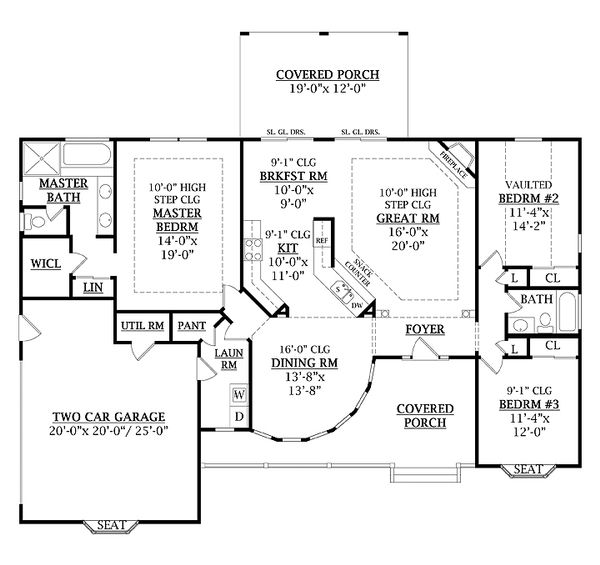 COVERED PORCH
19'-0"x 12'-0"
SL. GL. DRS.
SL. GL. DRS.
FIREPLACE
MASTER
BATH
10'-0" HIGH
STEP CLG
MASTER
BEDRM
14'-0"x
19'-0"
9'-1" CLG
BRKFST RM
10'-0"x
9'-0"
10'-0" HIGH
STEP CLG
GREAT RM
16'-0"x
20'-0"
VAULTED
BEDRM #2
11'-4"x
14'-2"
WICL
LIN
9'-1" CLG
KIT
10'-0"x
11'-0"
REF
SNACK
COUNTER
S
DW
L
CL
BATH
L
CL
UTIL RM
PANT
LAUN
RM
W
D
FOYER
16'-0" CLG
DINING RM
13'-8"x
13'-8"
COVERED
PORCH
9'-1" CLG
BEDRM #3
11'-4"x
12'-0"
SEAT
TWO CAR GARAGE
20'-0"x 20'-0"/ 25'-0"
SEAT